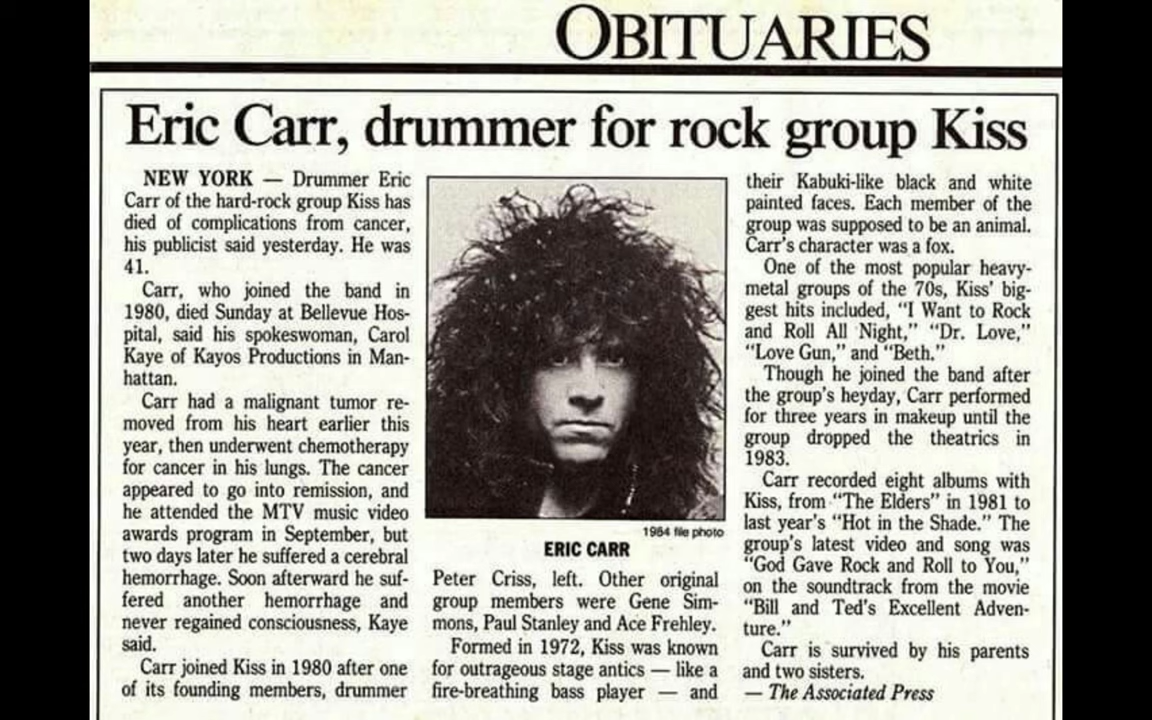 OBITUARIES
Eric Carr, drummer for rock group Kiss
NEW YORK — Drummer Eric
Carr of the hard-rock group Kiss has
died of complications from cancer,
his publicist said yesterday. He was
41.
Carr, who joined the band in
1980, died Sunday at Bellevue Hos-
pital, said his spokeswoman, Carol
Kaye of Kayos Productions in Man-
hattan.
Carr had a malignant tumor re-
moved from his heart earlier this
year, then underwent chemotherapy
for cancer in his lungs. The cancer
appeared to go into remission, and
he attended the MTV music video
awards program in September, but
two days later he suffered a cerebral
hemorrhage. Soon afterward he suf-
fered another hemorrhage and
never regained consciousness, Kaye
said.
Carr joined Kiss in 1980 after one
of its founding members, drummer
1984 file photo
ERIC CARR
Peter Criss, left. Other original
group members were Gene Sim-
mons, Paul Stanley and Ace Frehley.
Formed in 1972, Kiss was known
for outrageous stage antics — like a
fire-breathing bass player — and
their Kabuki-like black and white
painted faces. Each member of the
group was supposed to be an animal.
Carr's character was a fox.
One of the most popular heavy-
metal groups of the 70s, Kiss' big-
gest hits included, "I Want to Rock
and Roll All Night," "Dr. Love,"
"Love Gun," and "Beth."
Though he joined the band after
the group's heyday, Carr performed
for three years in makeup until the
group dropped the theatrics in
1983.
Carr recorded eight albums with
Kiss, from "The Elders" in 1981 to
last year's "Hot in the Shade." The
group's latest video and song was
"God Gave Rock and Roll to You,"
on the soundtrack from the movie
"Bill and Ted's Excellent Adven-
ture."
Carr is survived by his parents
and two sisters.
— The Associated Press